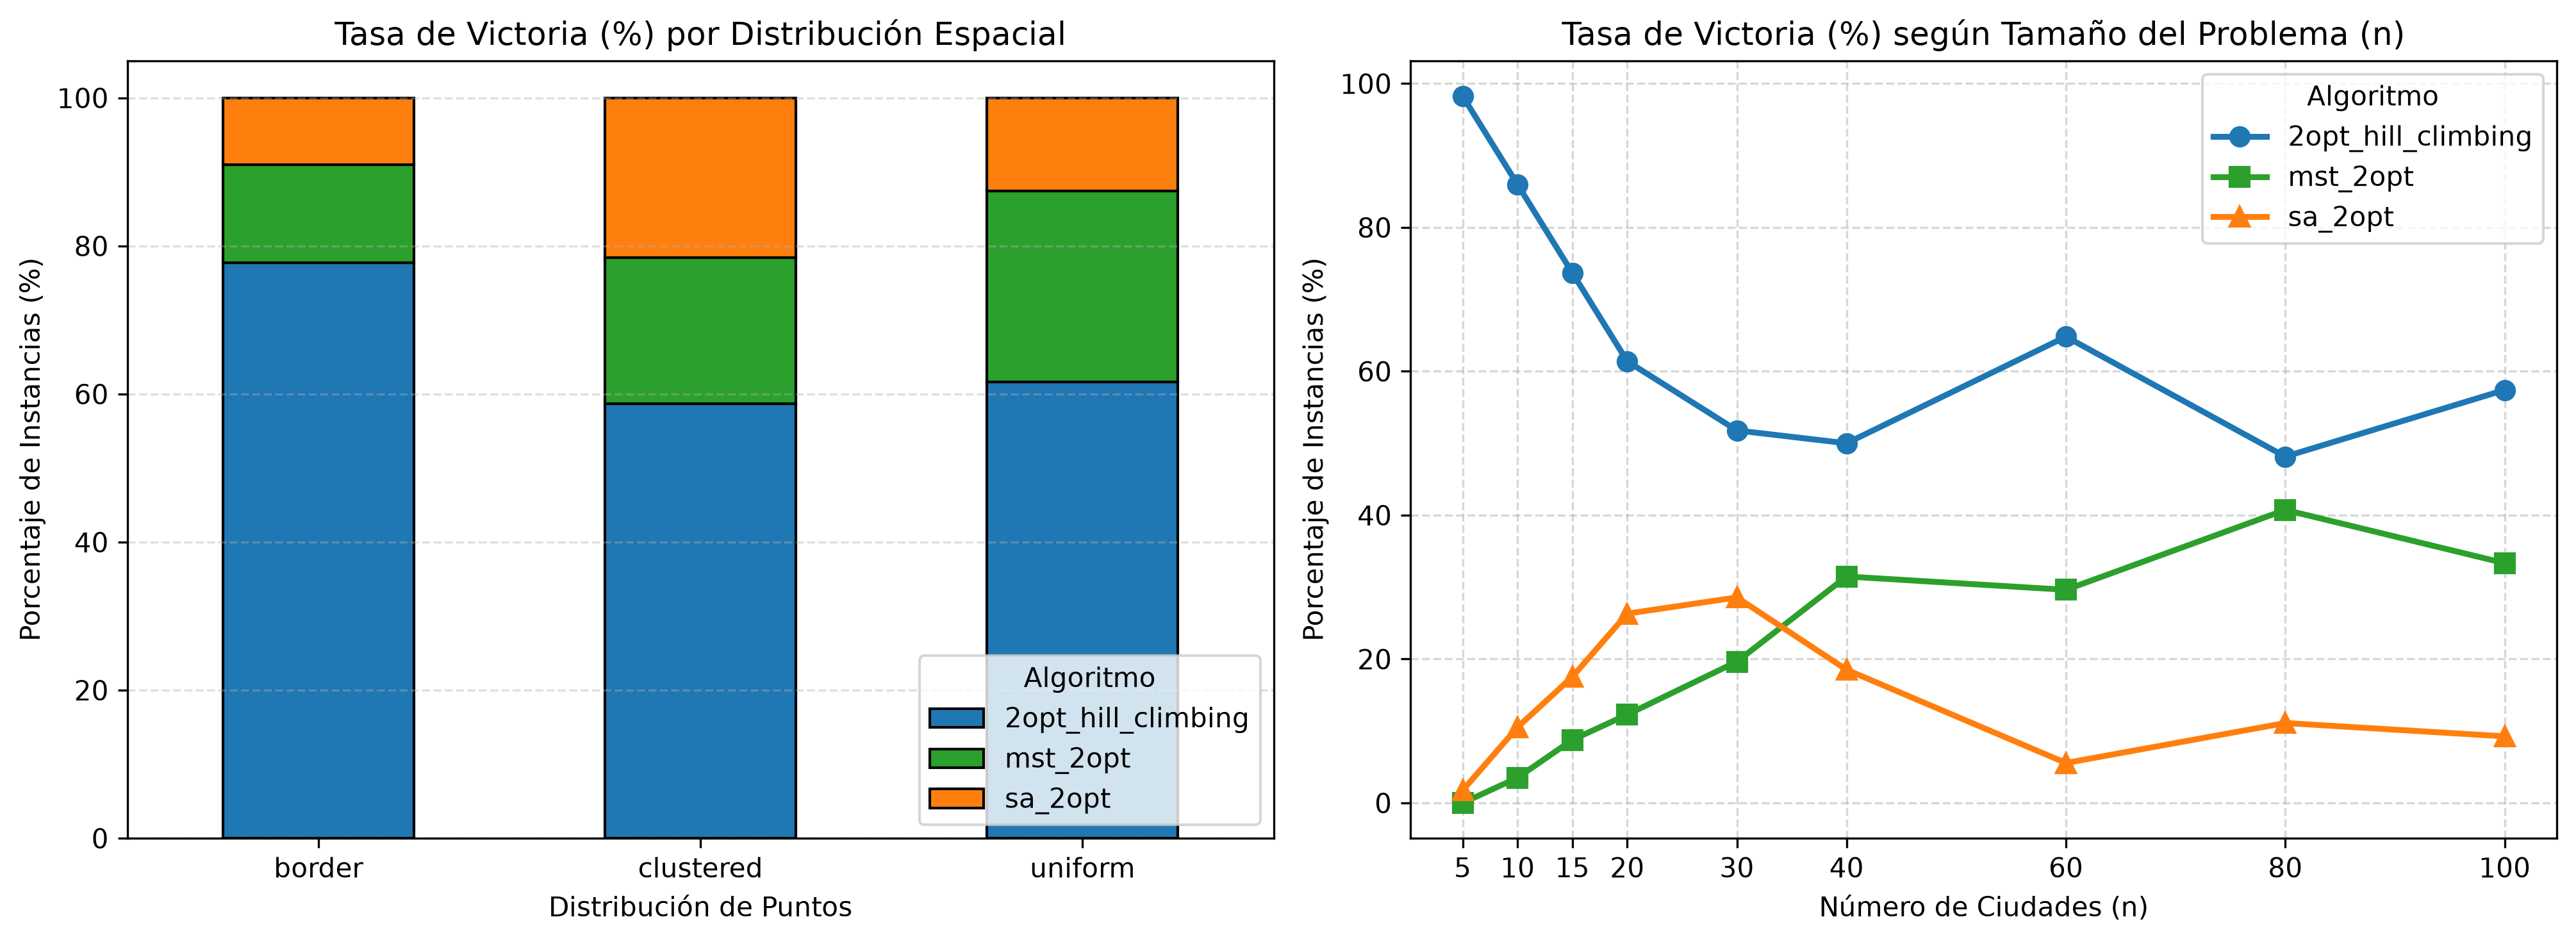 Tasa de Victoria (%) por Distribución Espacial
Porcentaje de Instancias (%)
100
80
60
40
20
0
border clustered uniform
Distribución de Puntos
Algoritmo
2opt_hill_climbing
mst_2opt
sa_2opt
Tasa de Victoria (%) según Tamaño del Problema (n)
Porcentaje de Instancias (%)
100
80
60
40
20
0
5 10 15 20 30 40 60 80 100
Número de Ciudades (n)
Algoritmo
2opt_hill_climbing
mst_2opt
sa_2opt